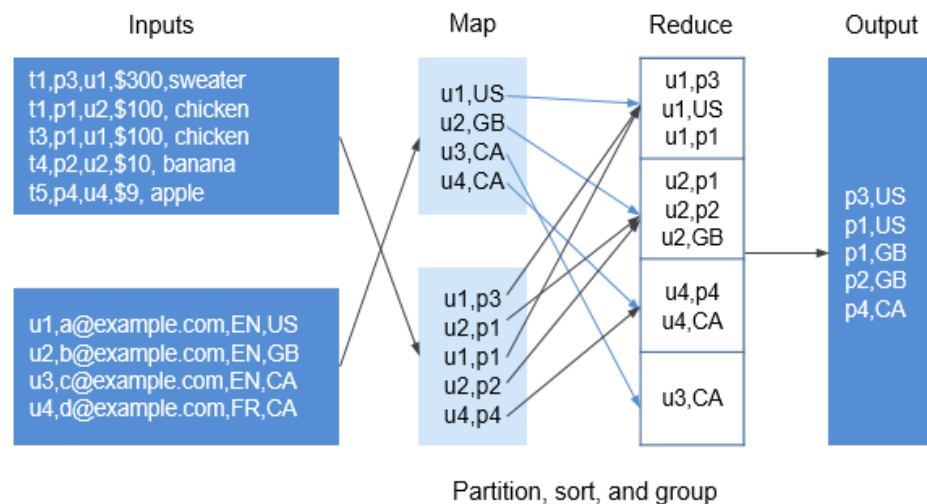 Inputs
Map
Reduce
Output
t1,p3,u1,$300,sweater
t1,p1,u2,$100, chicken
t3,p1,u1,$100, chicken
t4,p2,u2,$10, banana
t5,p4,u4,$9, apple
u1,a@example.com,EN,US
u2,b@example.com,EN,GB
u3,c@example.com,EN,CA
u4,d@example.com,FR,CA
u1,US
u2,GB
u3,CA
u4,CA
u1,p3
u2,p1
u1,p1
u2,p2
u4,p4
u1,p3
u1,US
u1,p1
u2,p1
u2,p2
u2,GB
u4,p4
u4,CA
u3,CA
p3,US
p1,US
p1,GB
p2,GB
p4,CA
Partition, sort, and group